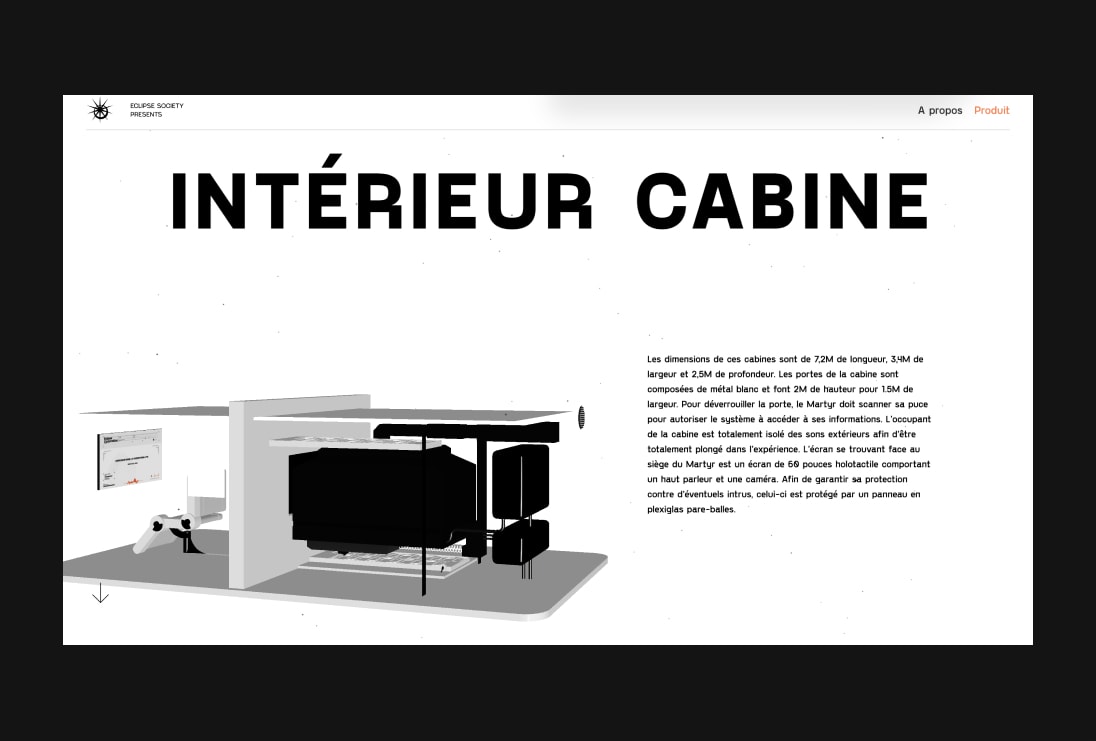 ECLIPSE SOCIETY
PRESENTS
A propos Produit
INTÉRIEUR CABINE
Les dimensions de ces cabines sont de 7,2M de longueur, 3,4M de
largeur et 2,5M de profondeur. Les portes de la cabine sont
composées de métal blanc et font 2M de hauteur pour 1.5M de
largeur. Pour déverrouiller la porte, le Martyr doit scanner sa puce
pour autoriser le système à accéder à ses informations. L'occupant
de la cabine est totalement isolé des sons extérieurs afin d'être
totalement plongé dans l'expérience. L'écran se trouvant face au
siège du Martyr est un écran de 60 pouces holotactile comportant
un haut parleur et une caméra. Afin de garantir sa protection
contre d'éventuels intrus, celui-ci est protégé par un panneau en
plexiglas pare-balles.